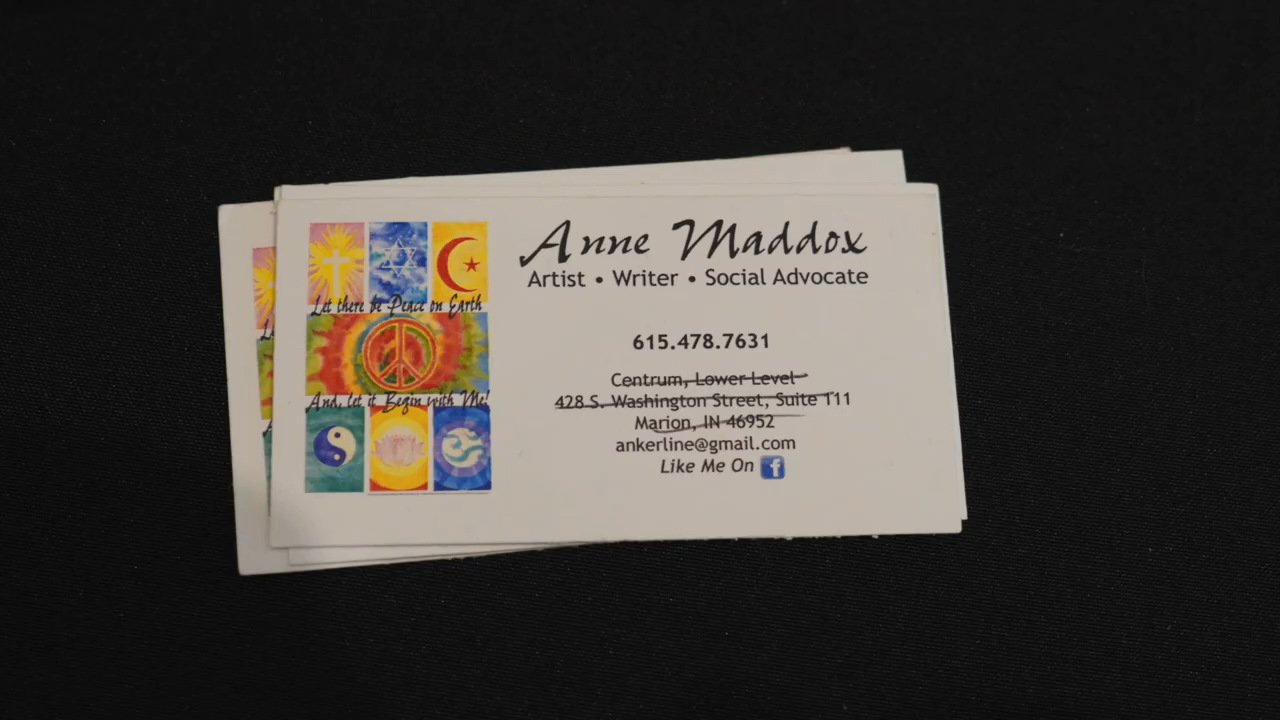 Anne Maddox
Artist • Writer • Social Advocate
Let there be Peace on Earth
And, let it Begin with Me!
615.478.7631
Centrum, Lower Level
428 S. Washington Street, Suite 111
Marion, IN 46952
ankerline@gmail.com
Like Me On f